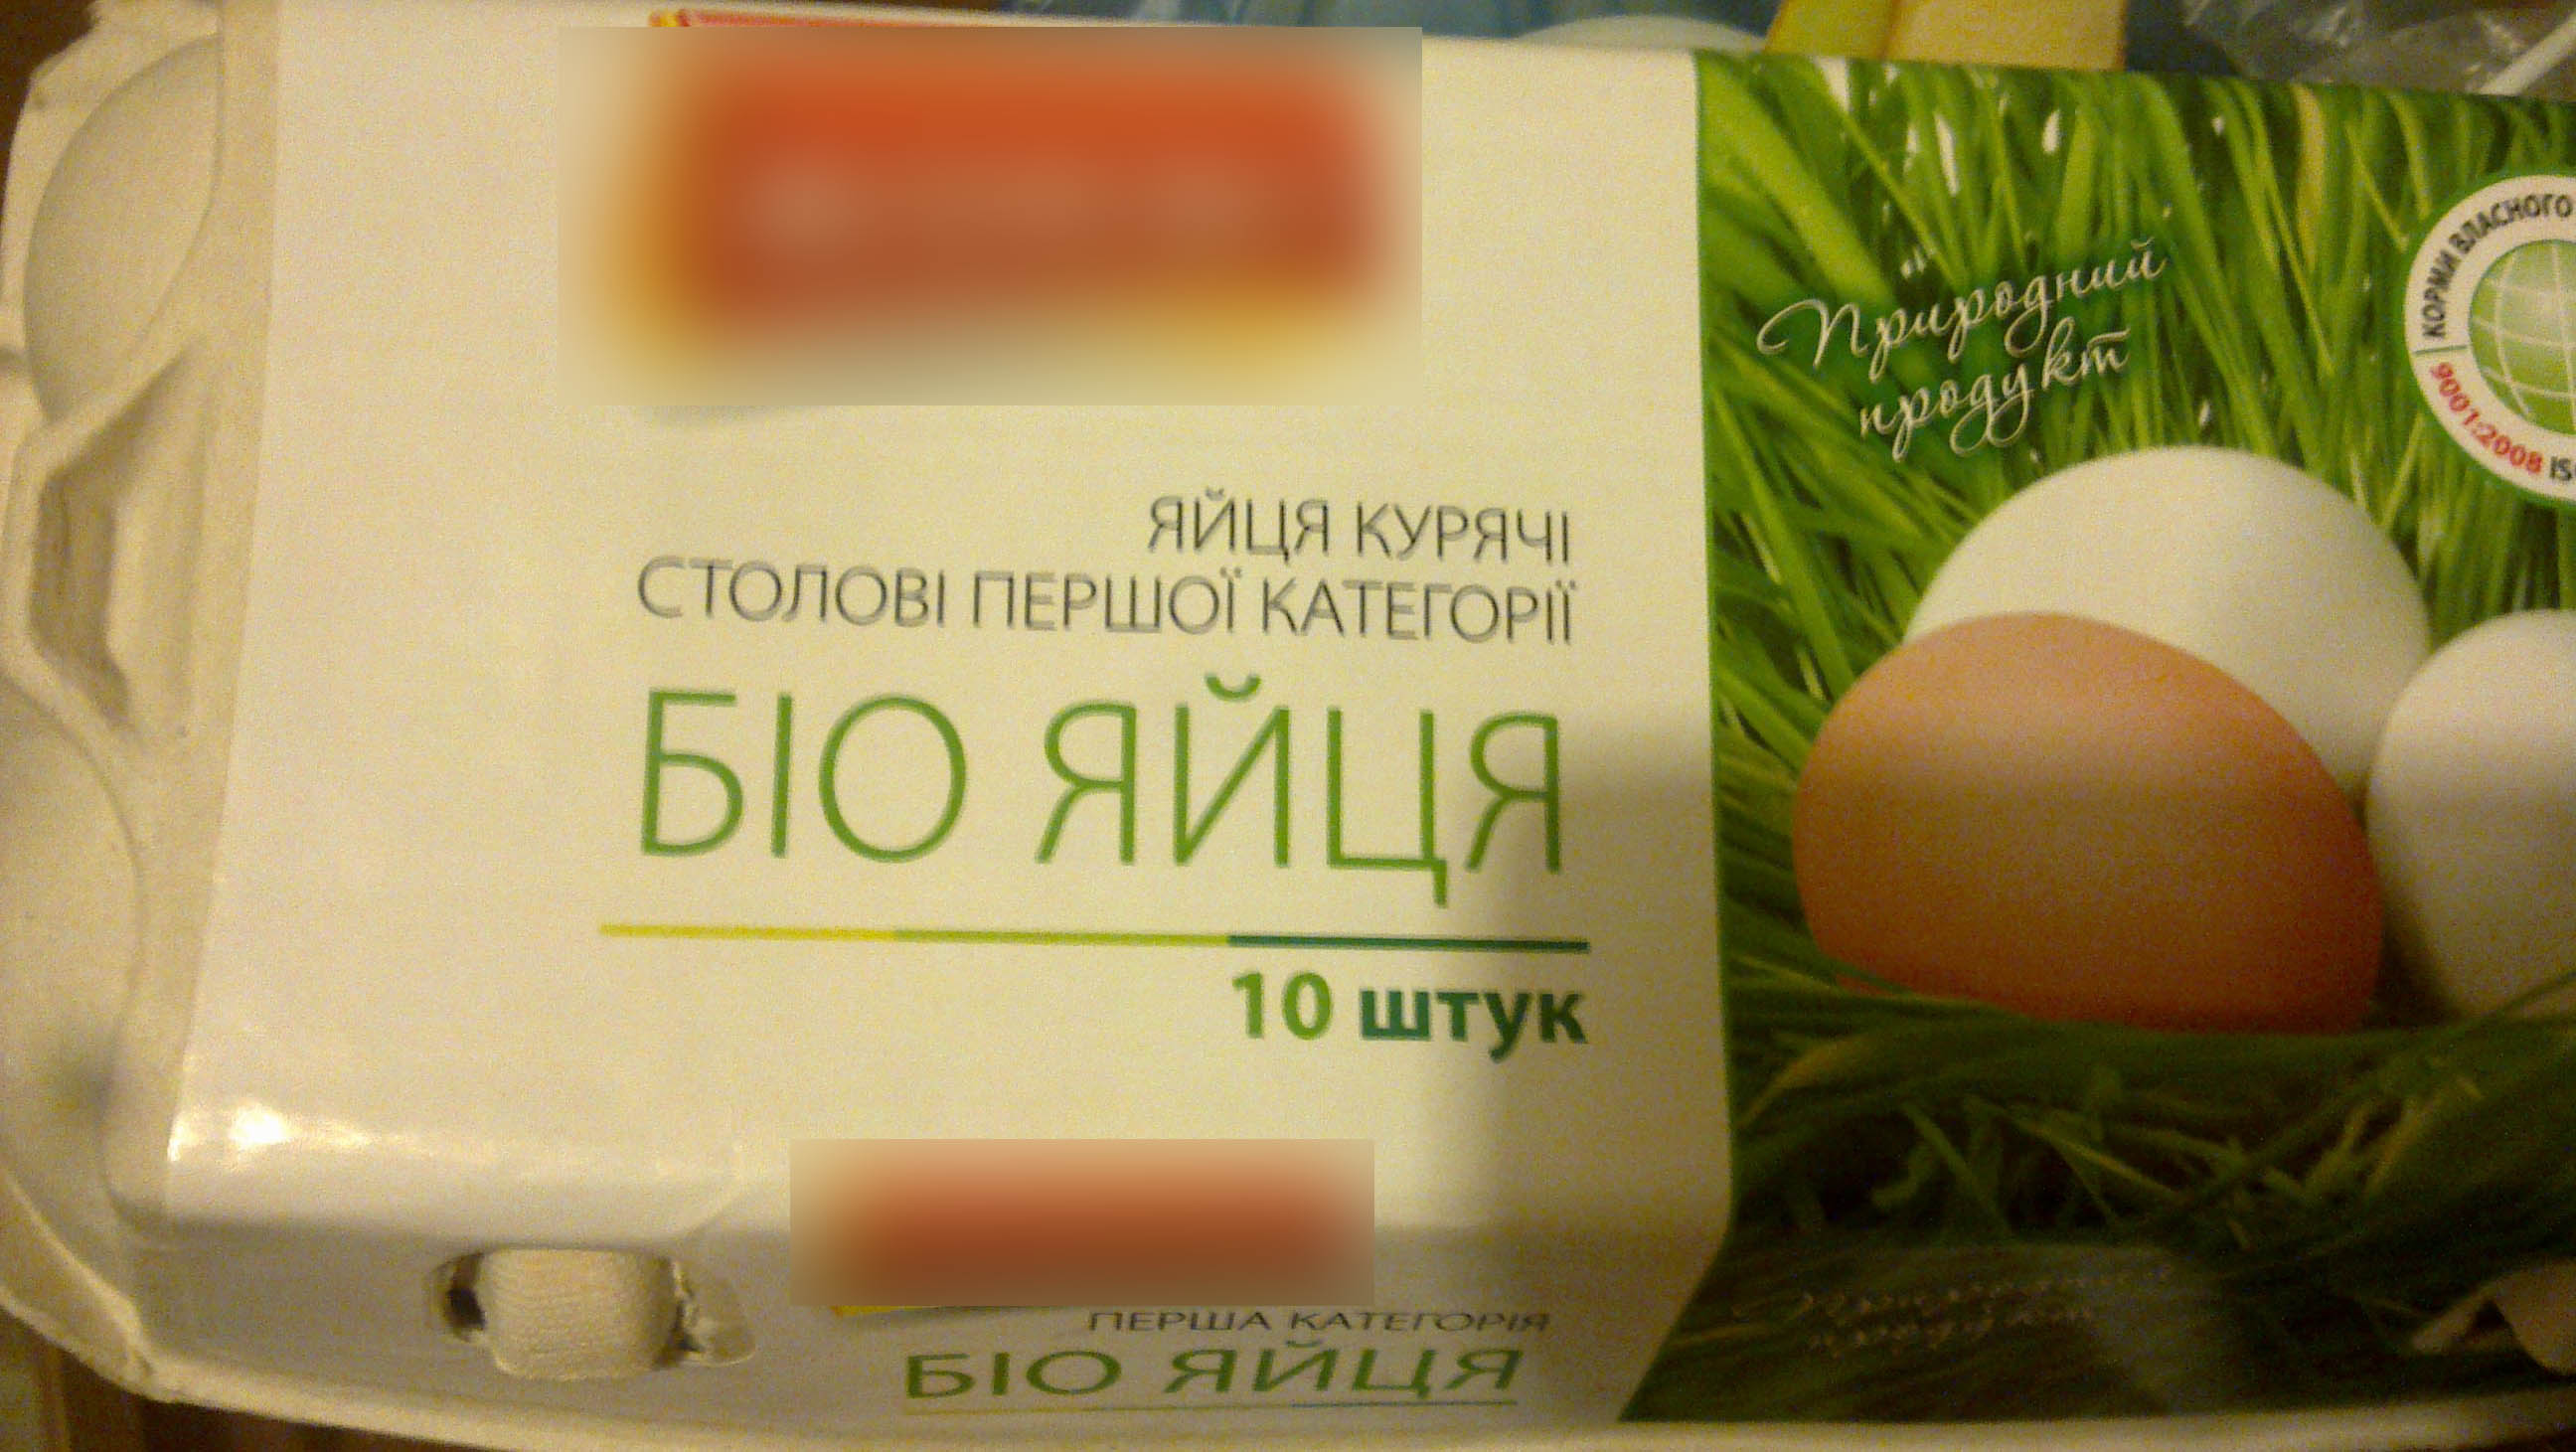 Природний
продукт
КОРМИ ВЛАСНОГО
9001:2008
ЯЙЦЯ КУРЯЧІ
СТОЛОВІ ПЕРШОЇ КАТЕГОРІЇ
БІО ЯЙЦЯ
10 штук
ПЕРША КАТЕГОРІЯ
БІО ЯЙЦЯ